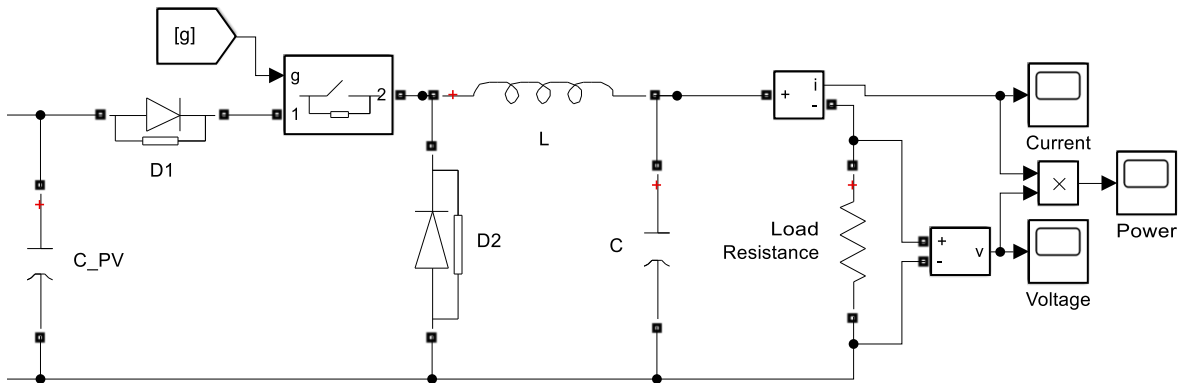 [g]
g
1
2
D1
C_PV
+
+
L
D2
+
C
+
-
i
+
Load
Resistance
+
-
v
Current
×
Power
Voltage